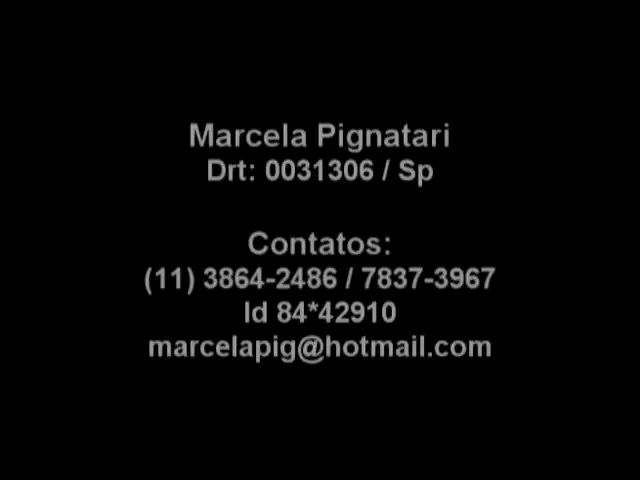 Marcela Pignatari
Drt: 0031306 / Sp
Contatos:
(11) 3864-2486 / 7837-3967
Id 84*42910
marcelapig@hotmail.com